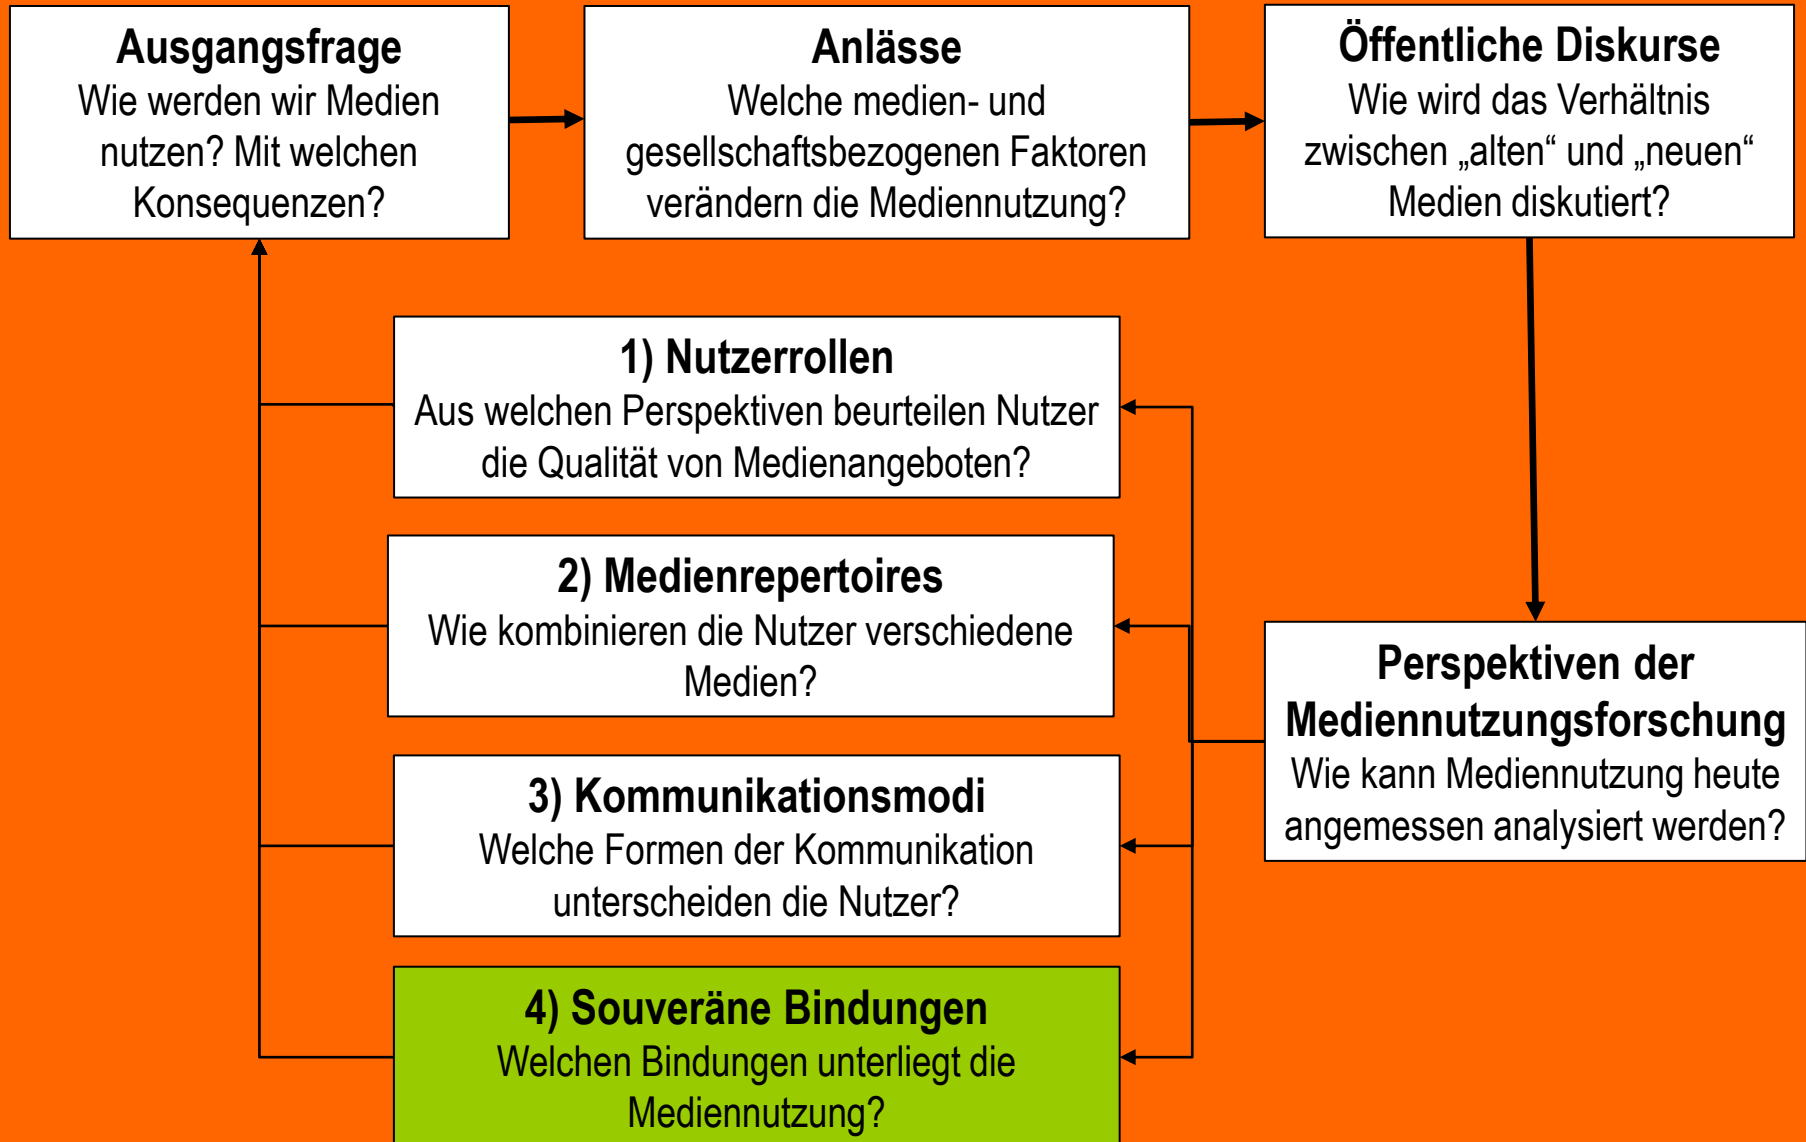 Ausgangsfrage
Wie werden wir Medien
nutzen? Mit welchen
Konsequenzen?
Anlässe
Welche medien- und
gesellschaftsbezogenen Faktoren
verändern die Mediennutzung?
Öffentliche Diskurse
Wie wird das Verhältnis
zwischen „alten“ und „neuen“
Medien diskutiert?
1) Nutzerrollen
Aus welchen Perspektiven beurteilen Nutzer
die Qualität von Medienangeboten?
2) Medienrepertoires
Wie kombinieren die Nutzer verschiedene
Medien?
Perspektiven der
Mediennutzungsforschung
Wie kann Mediennutzung heute
angemessen analysiert werden?
3) Kommunikationsmodi
Welche Formen der Kommunikation
unterscheiden die Nutzer?
4) Souveräne Bindungen
Welchen Bindungen unterliegt die
Mediennutzung?